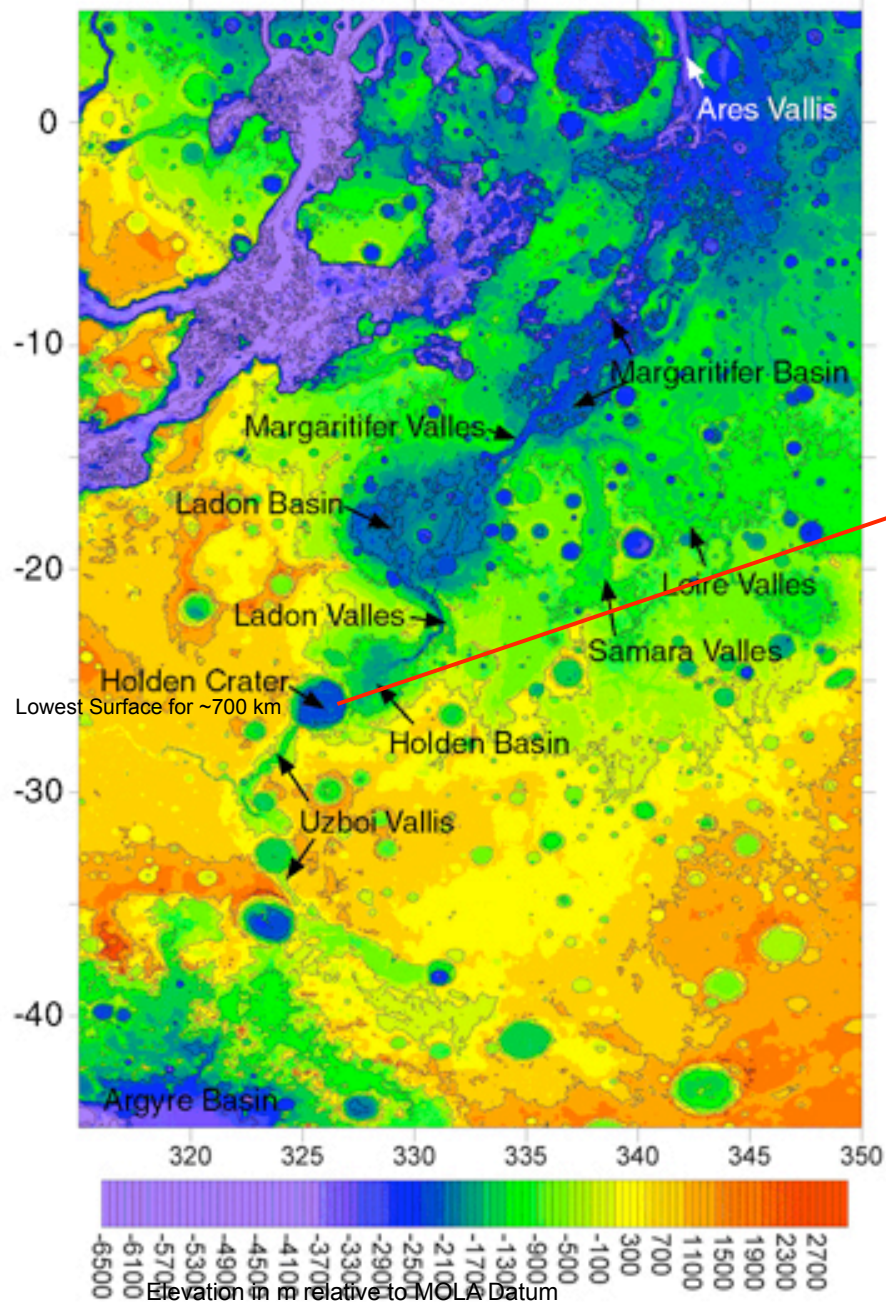 Ares Vallis
0
-10
Margaritifer Basin
Margaritifer Valles
Ladon Basin
-20
Loire Valles
Ladon Valles
Samara Valles
Holden Crater
Lowest Surface for ~700 km
Holden Basin
-30
Uzboi Vallis
-40
Argyre Basin
320 325 330 335 340 345 350
-6500 -6100 -5700 -5300 -4900 -4500 -4100 -3700 -3300 -2900 -2500 -2100 -1700 -1300 -900 -500 -100 300 700 1100 1500 1900 2300 2700
Elevation in m relative to MOLA Datum